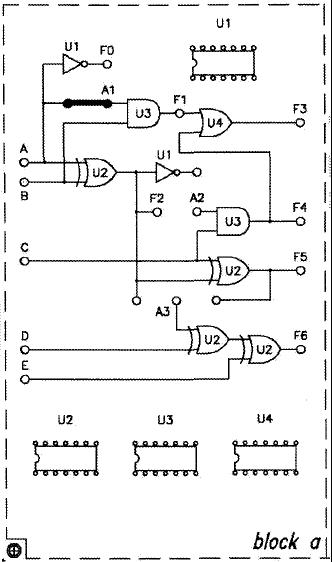 U1
U1 F0
A1
U3 F1 U4 F3
A
U1
B U2
F2 A2
U3 F4
C
U2 F5
A3
D U2
U2 F6
E
U2 U3 U4
block a